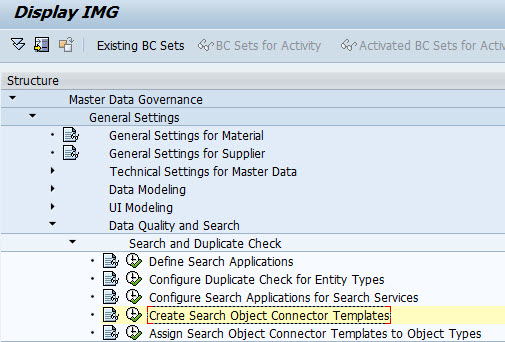 Display IMG
Existing BC Sets BC Sets for Activity Activated BC Sets for Activ
Structure
Master Data Governance
General Settings
General Settings for Material
General Settings for Supplier
Technical Settings for Master Data
Data Modeling
UI Modeling
Data Quality and Search
Search and Duplicate Check
Define Search Applications
Configure Duplicate Check for Entity Types
Configure Search Applications for Search Services
Create Search Object Connector Templates
Assign Search Object Connector Templates to Object Types